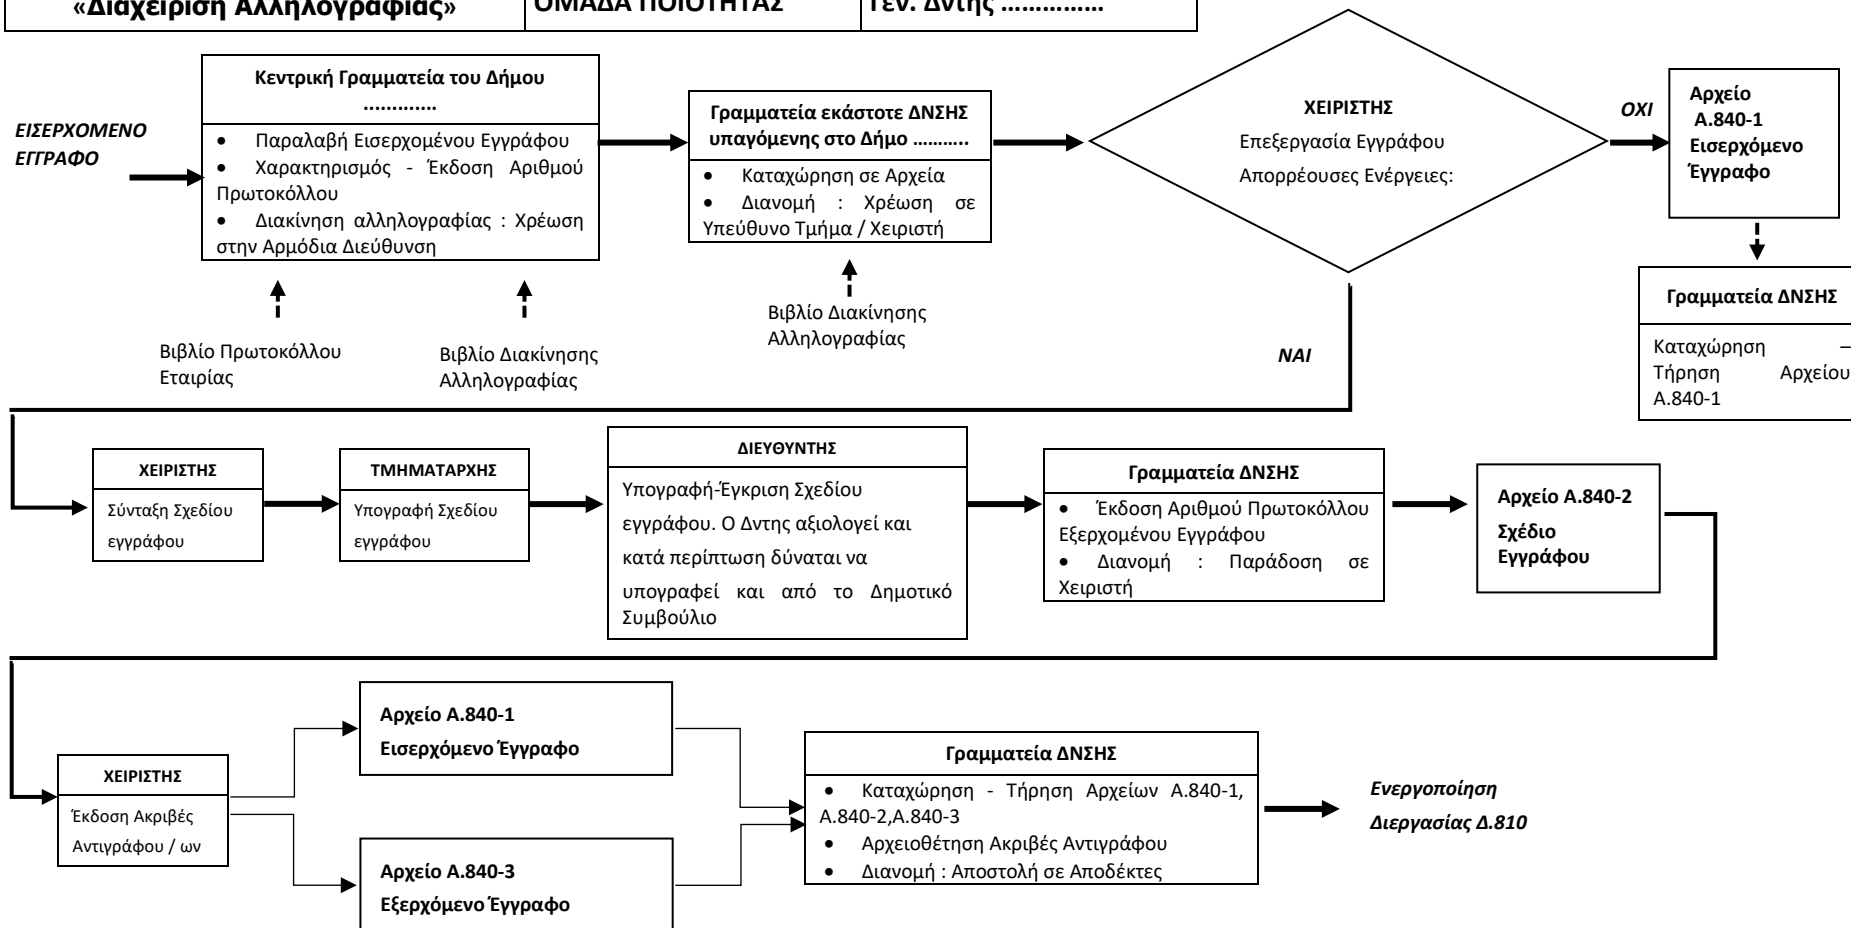 «Διαχείριση Αλληλογραφίας»
ΟΜΑΔΑ ΠΟΙΟΤΗΤΑΣ
Γεν. Δντής ……………
ΕΙΣΕΡΧΟΜΕΝΟ
ΕΓΓΡΑΦΟ
Κεντρική Γραμματεία του Δήμου
.............
• Παραλαβή Εισερχομένου Εγγράφου
• Χαρακτηρισμός - Έκδοση Αριθμού
Πρωτοκόλλου
• Διακίνηση αλληλογραφίας : Χρέωση
στην Αρμόδια Διεύθυνση
Βιβλίο Πρωτοκόλλου
Εταιρίας
Βιβλίο Διακίνησης
Αλληλογραφίας
Γραμματεία εκάστοτε ΔΝΣΗΣ
υπαγόμενης στο Δήμο ………..
• Καταχώρηση σε Αρχεία
• Διανομή : Χρέωση σε
Υπεύθυνο Τμήμα / Χειριστή
Βιβλίο Διακίνησης
Αλληλογραφίας
ΧΕΙΡΙΣΤΗΣ
Επεξεργασία Εγγράφου
Απορρέουσες Ενέργειες:
ΟΧΙ
Αρχείο
Α.840-1
Εισερχόμενο
Έγγραφο
Γραμματεία ΔΝΣΗΣ
Καταχώρηση –
Τήρηση Αρχείου
Α.840-1
ΝΑΙ
ΧΕΙΡΙΣΤΗΣ
Σύνταξη Σχεδίου
εγγράφου
ΤΜΗΜΑΤΑΡΧΗΣ
Υπογραφή Σχεδίου
εγγράφου
ΔΙΕΥΘΥΝΤΗΣ
Υπογραφή-Έγκριση Σχεδίου
εγγράφου. Ο Δντης αξιολογεί και
κατά περίπτωση δύναται να
υπογραφεί και από το Δημοτικό
Συμβούλιο
Γραμματεία ΔΝΣΗΣ
• Έκδοση Αριθμού Πρωτοκόλλου
Εξερχομένου Εγγράφου
• Διανομή : Παράδοση σε
Χειριστή
Αρχείο Α.840-2
Σχέδιο
Εγγράφου
ΧΕΙΡΙΣΤΗΣ
Έκδοση Ακριβές
Αντιγράφου / ων
Αρχείο Α.840-1
Εισερχόμενο Έγγραφο
Αρχείο Α.840-3
Εξερχόμενο Έγγραφο
Γραμματεία ΔΝΣΗΣ
• Καταχώρηση - Τήρηση Αρχείων Α.840-1,
Α.840-2,Α.840-3
• Αρχειοθέτηση Ακριβές Αντιγράφου
• Διανομή : Αποστολή σε Αποδέκτες
Ενεργοποίηση
Διεργασίας Δ.810